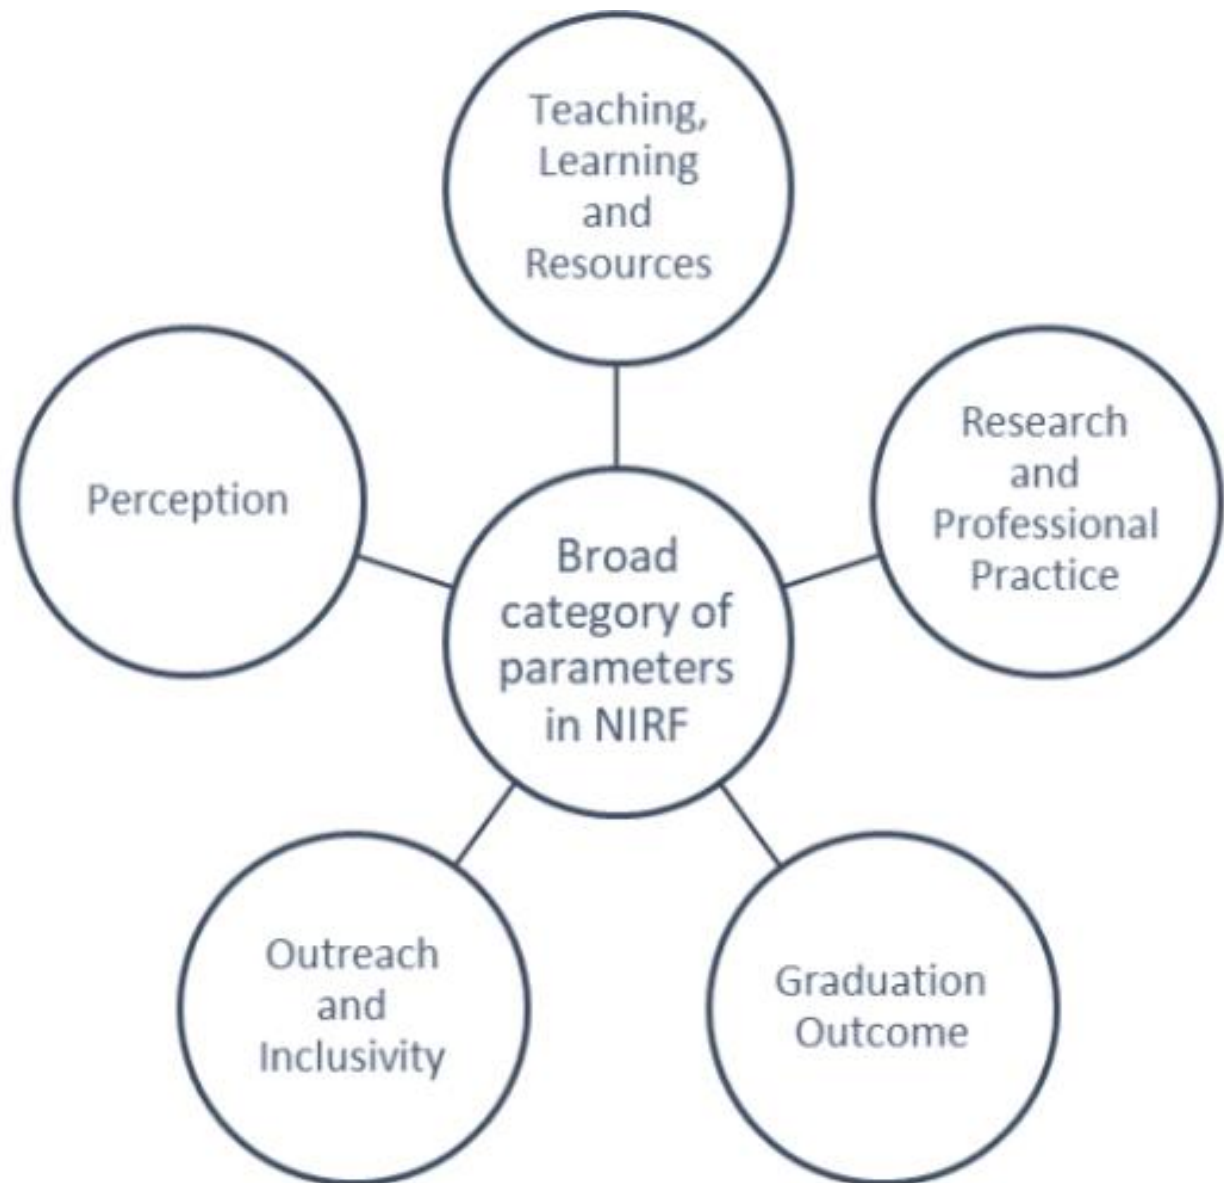 Teaching,
Learning
and
Resources
Research
and
Professional
Practice
Perception
Broad
category of
parameters
in NIRF
Outreach
and
Inclusivity
Graduation
Outcome